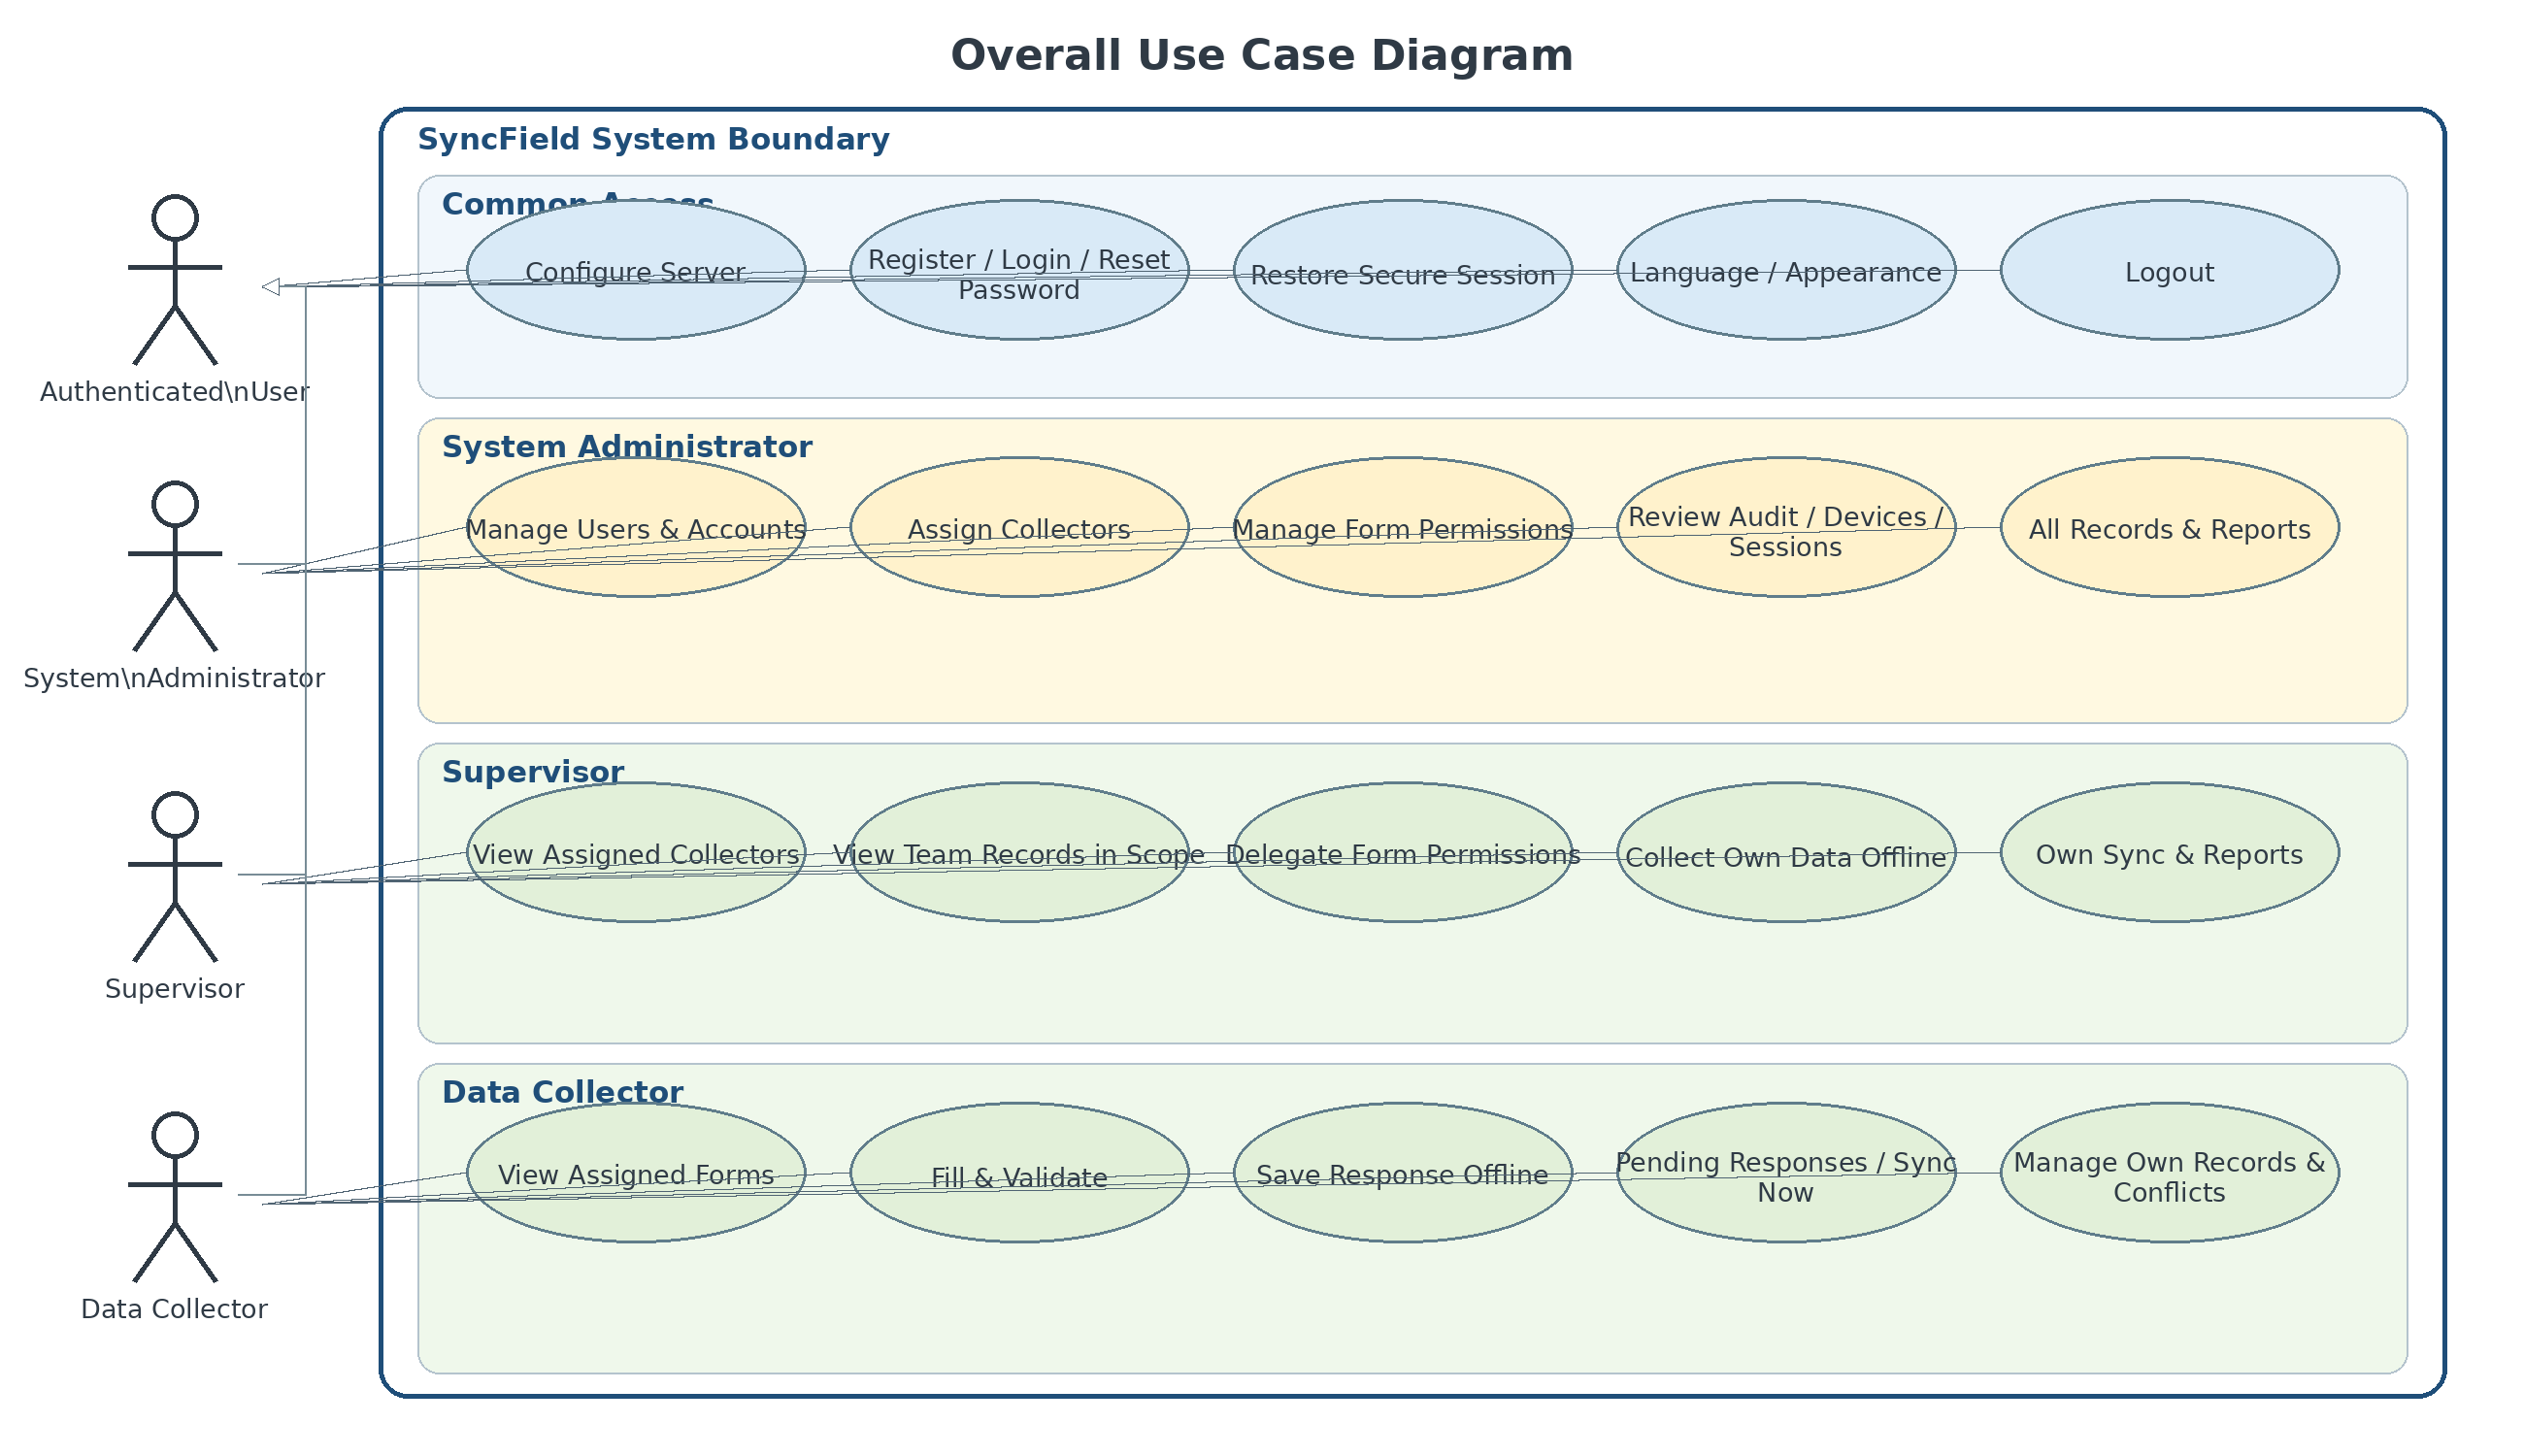 Overall Use Case Diagram
SyncField System Boundary
Common Access
Configure Server
Register / Login / Reset
Password
Restore Secure Session
Language / Appearance
Logout
Authenticated\nUser
System Administrator
Manage Users & Accounts
Assign Collectors
Manage Form Permissions
Review Audit / Devices /
Sessions
All Records & Reports
System\nAdministrator
Supervisor
View Assigned Collectors
View Team Records in Scope
Delegate Form Permissions
Collect Own Data Offline
Own Sync & Reports
Supervisor
Data Collector
View Assigned Forms
Fill & Validate
Save Response Offline
Pending Responses / Sync
Now
Manage Own Records &
Conflicts
Data Collector